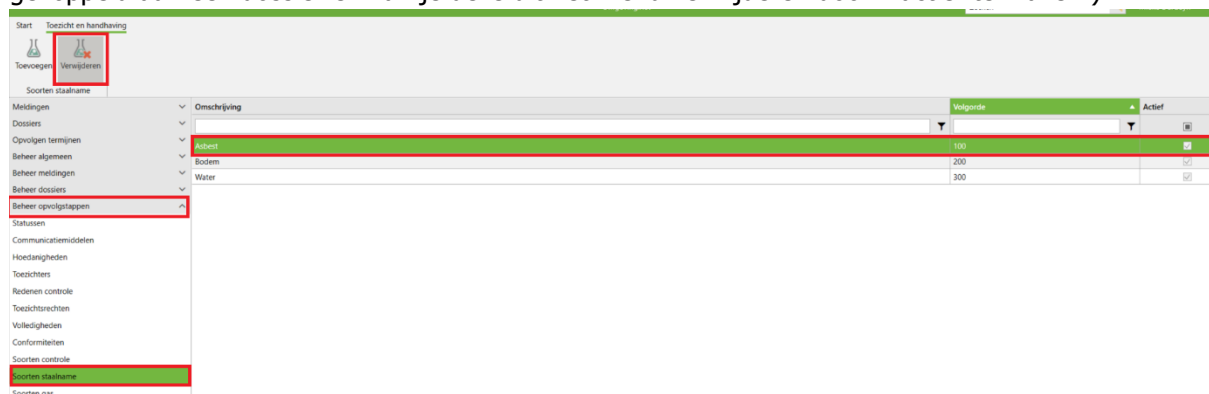 Start Toezicht en handhaving
Toevoegen Verwijderen
Soorten staalname
Meldingen
Dossiers
Opvolgen termijnen
Beheer algemeen
Beheer meldingen
Beheer dossiers
Beheer opvolgstappen
Statussen
Communicatiemiddelen
Hoedanigheden
Toezichters
Redenen controle
Toezichtsrechten
Volledigheden
Conformiteiten
Soorten controle
Soorten staalname
Soorten gas
Omschrijving Volgorde Actief
Asbest 100
Bodem 200
Water 300